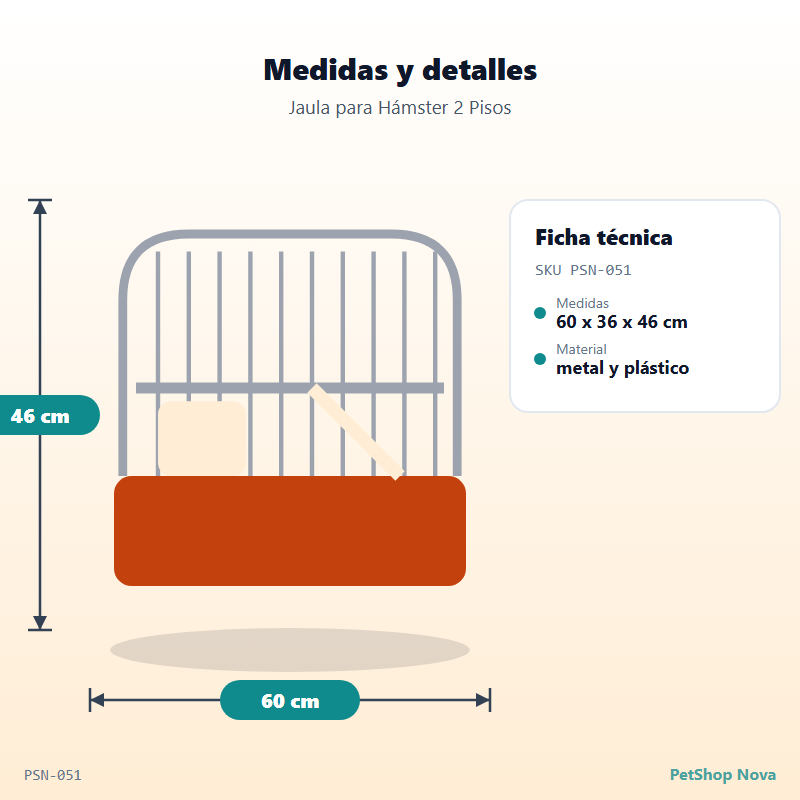 Medidas y detalles
Jaula para Hámster 2 Pisos
Ficha técnica
SKU PSN-051
Medidas
60 x 36 x 46 cm
Material
metal y plástico
46 cm
60 cm
PSN-051
PetShop Nova